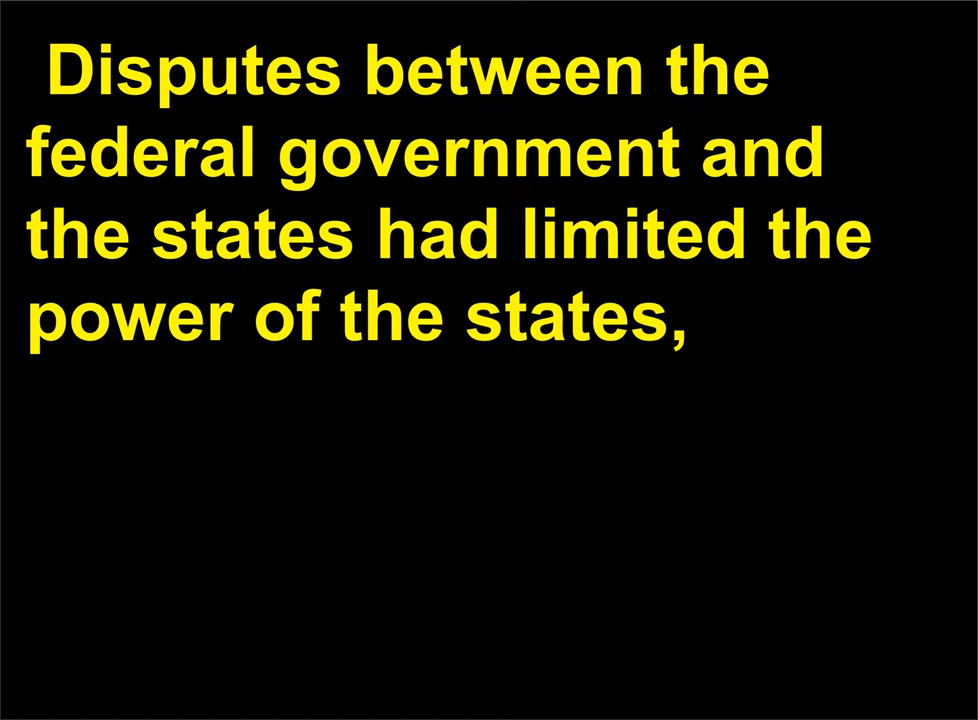 Disputes between the
federal government and
the states had limited the
power of the states,